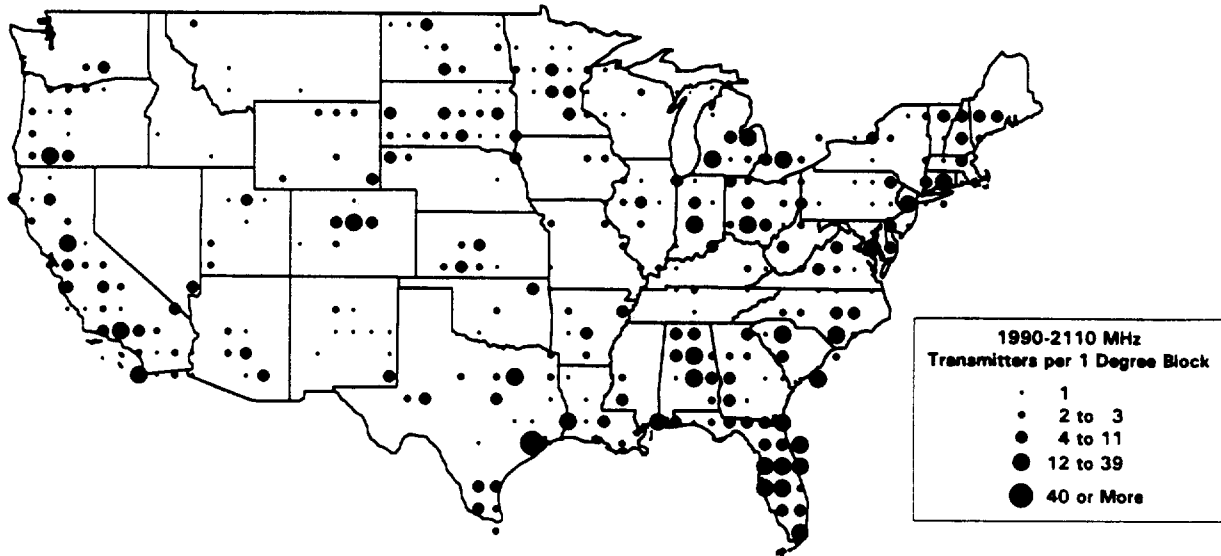 1990-2110 MHz
Transmitters per 1 Degree Block
1
2 to 3
4 to 11
12 to 39
40 or More